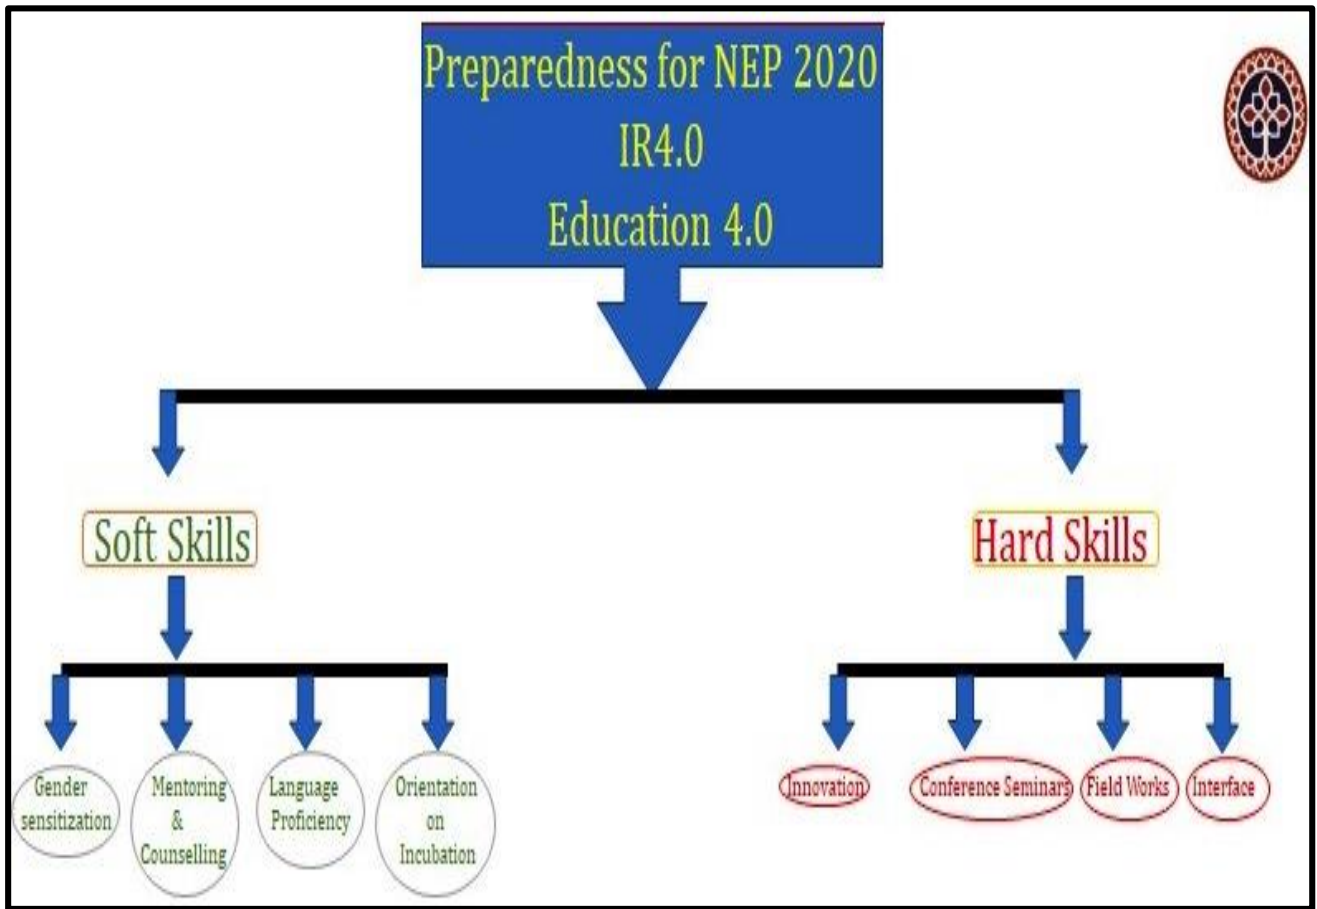 Preparedness for NEP 2020
IR4.0
Education 4.0
Soft Skills
Hard Skills
Gender
sensitization
Mentoring
&
Counselling
Language
Proficiency
Orientation
on
Incubation
Innovation
Conference Seminars
Field Works
Interface